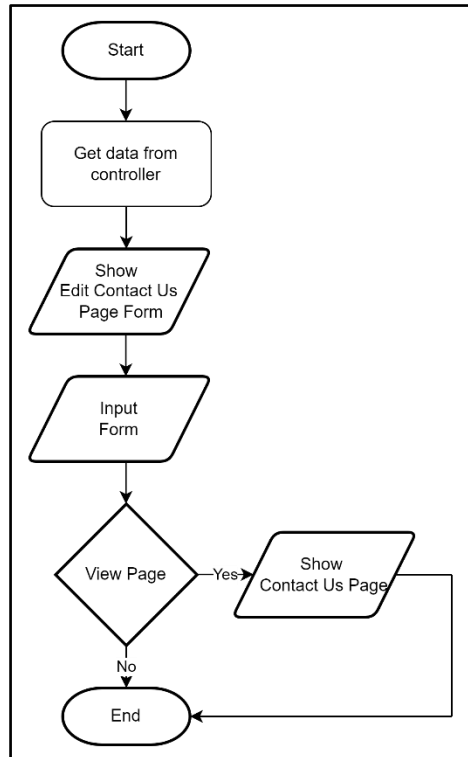 Start
Get data from
controller
Show
Edit Contact Us
Page Form
Input
Form
View Page
Yes
Show
Contact Us Page
No
End